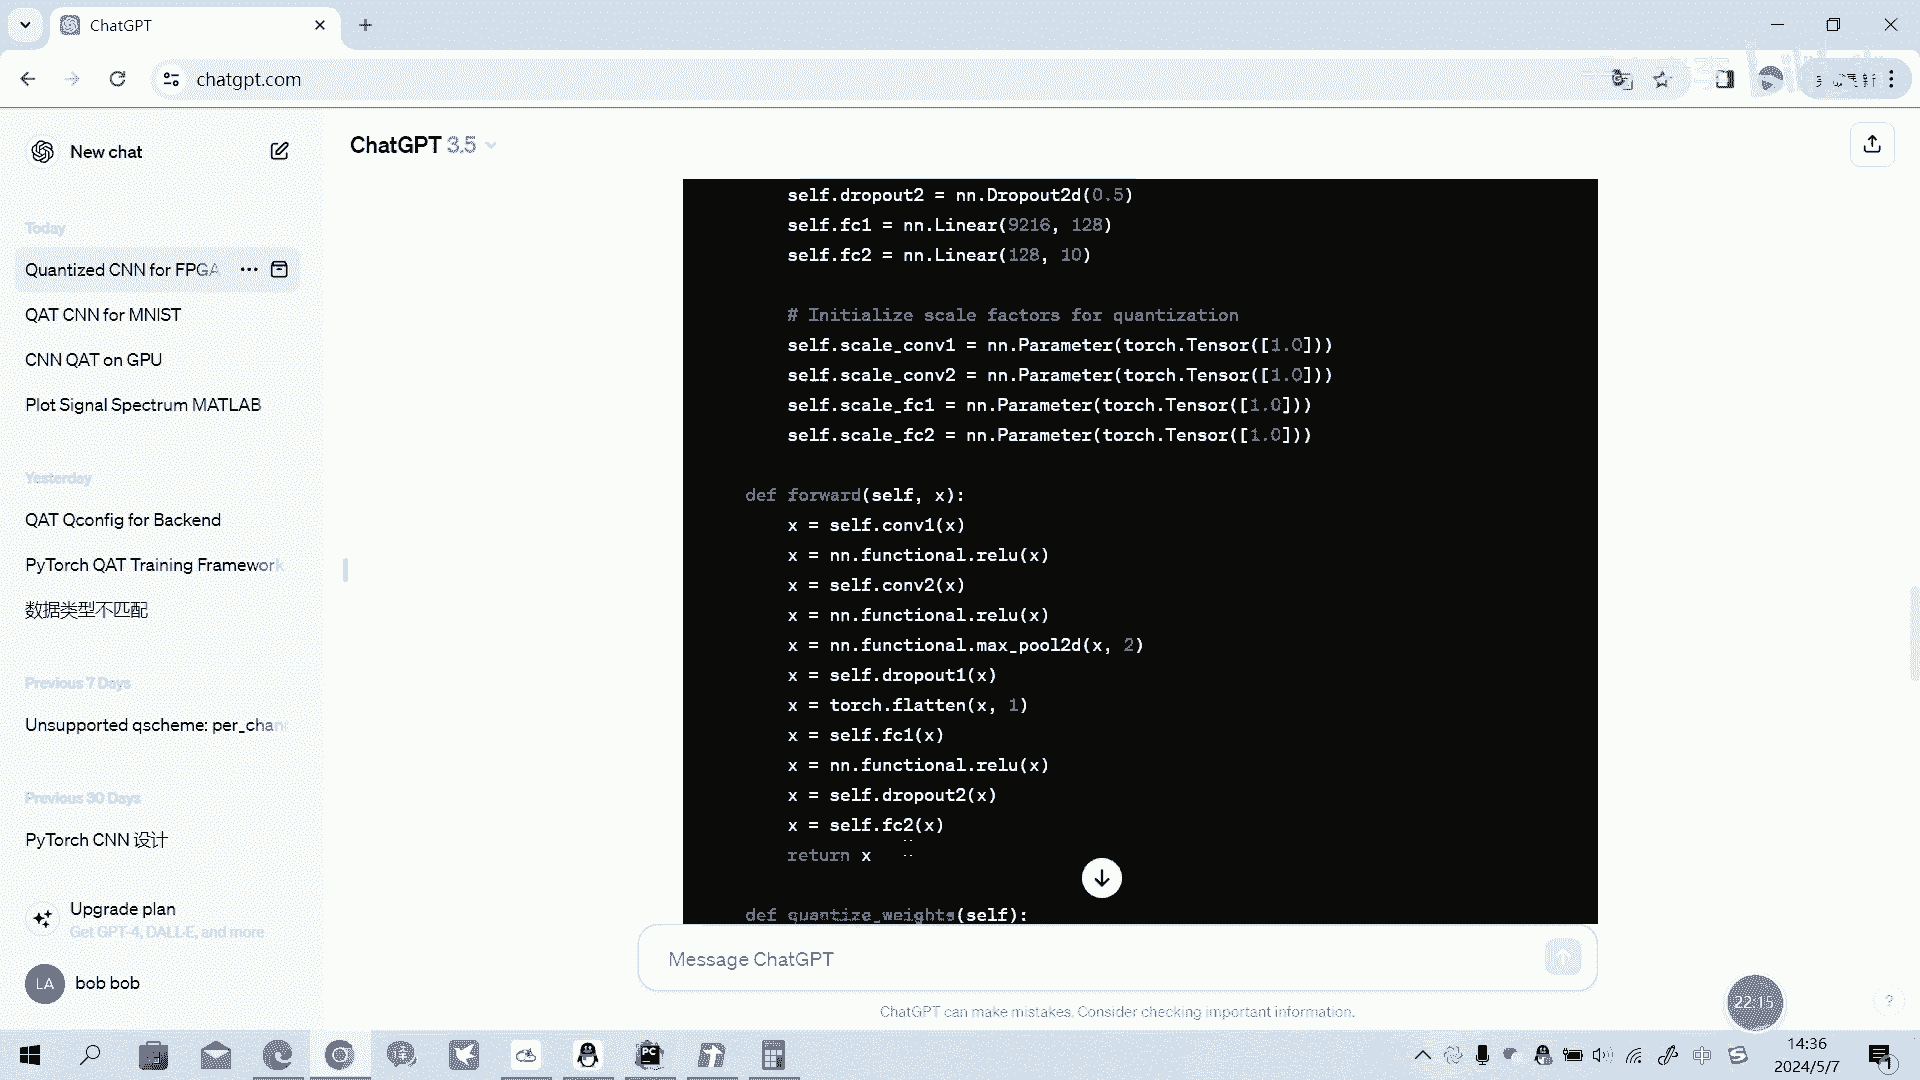 ChatGPT
chatgpt.com
New chat
ChatGPT 3.5
Today
Quantized CNN for FPGA
QAT CNN for MNIST
CNN QAT on GPU
Plot Signal Spectrum MATLAB
Yesterday
QAT Qconfig for Backend
PyTorch QAT Training Framework
数据类型不匹配
Previous 7 Days
Unsupported qscheme: per_chan
Previous 30 Days
PyTorch CNN 设计
Upgrade plan
Get GPT-4, DALL·E, and more
LA
bob bob
self.dropout2 = nn.Dropout2d(0.5)
self.fc1 = nn.Linear(9216, 128)
self.fc2 = nn.Linear(128, 10)
# Initialize scale factors for quantization
self.scale_conv1 = nn.Parameter(torch.Tensor([1.0]))
self.scale_conv2 = nn.Parameter(torch.Tensor([1.0]))
self.scale_fc1 = nn.Parameter(torch.Tensor([1.0]))
self.scale_fc2 = nn.Parameter(torch.Tensor([1.0]))
def forward(self, x):
x = self.conv1(x)
x = nn.functional.relu(x)
x = self.conv2(x)
x = nn.functional.relu(x)
x = nn.functional.max_pool2d(x, 2)
x = self.dropout1(x)
x = torch.flatten(x, 1)
x = self.fc1(x)
x = nn.functional.relu(x)
x = self.dropout2(x)
x = self.fc2(x)
return x
def quantize_weights(self):
Message ChatGPT
ChatGPT can make mistakes. Consider checking important information.
22:15
?
PC
中
14:36
2024/5/7
1